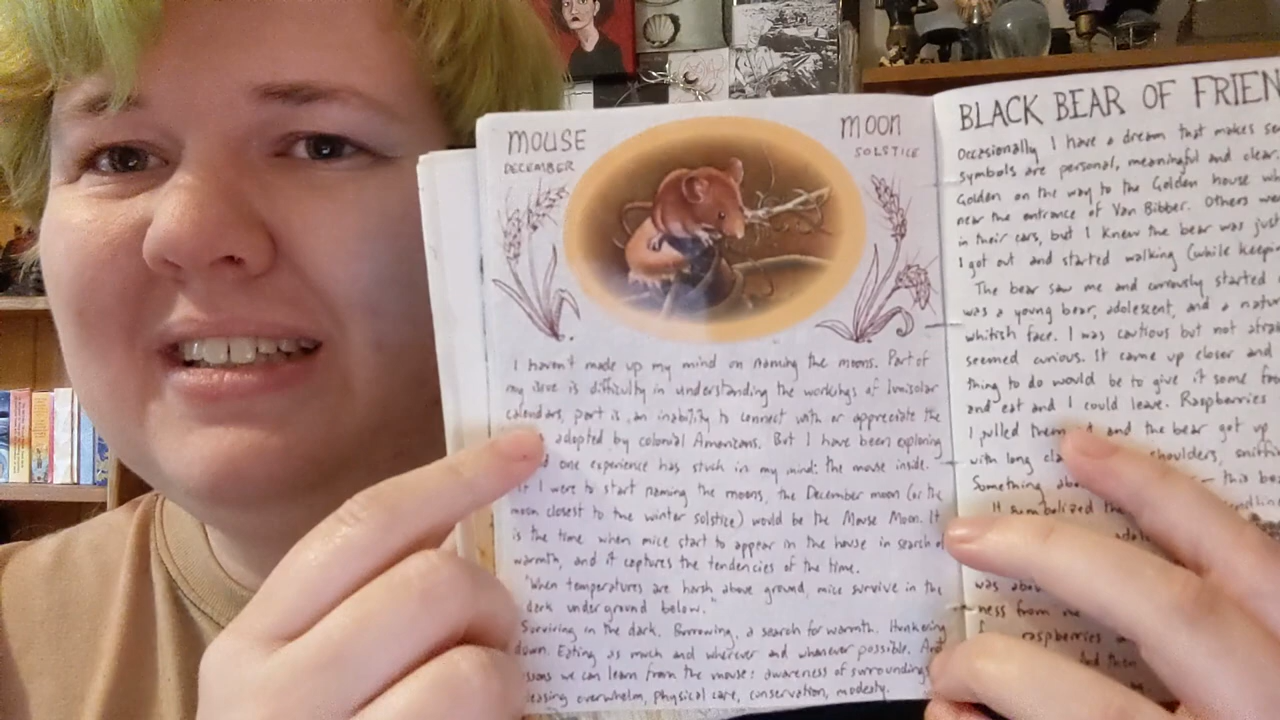 MOUSE MOON
DECEMBER SOLSTICE
I haven't made up my mind on naming the moons. Part of
my issue is difficulty in understanding the workings of lunisolar
calendars, part is an inability to connect with or appreciate the
adopted by colonial Americans. But I have been exploring
one experience has stuck in my mind: the mouse inside.
If I were to start naming the moons, the December moon (or the
moon closest to the winter solstice) would be the Mouse Moon. It
is the time when mice start to appear in the house in search of
warmth, and it captures the tendencies of the time.
"When temperatures are harsh above ground, mice survive in the
dark underground below."
Surviving in the dark. Burrowing, a search for warmth. Hunkering
down. Eating as much and wherever and whenever possible. And
we can learn from the mouse: awareness of surroundings
overwhelm, physical care, conservation, modesty.
BLACK BEAR OF
Occasionally I have a dream that makes
symbols are personal, meaningful and clear.
Golden on the way to the Golden house
near the entrance of Van Bibber. Others
in their cars, but I knew the bear was just
I got out and started walking (while
The bear saw me and curiously started
was a young bear, adolescent, and a
whitish face. I was cautious but not
seemed curious. It came up closer and
thing to do would be to give it some
and eat and I could leave. Raspberries
I pulled them and the bear got up
with long shoulders,
Something this
It symbolized
was
ness from
raspberries
And then